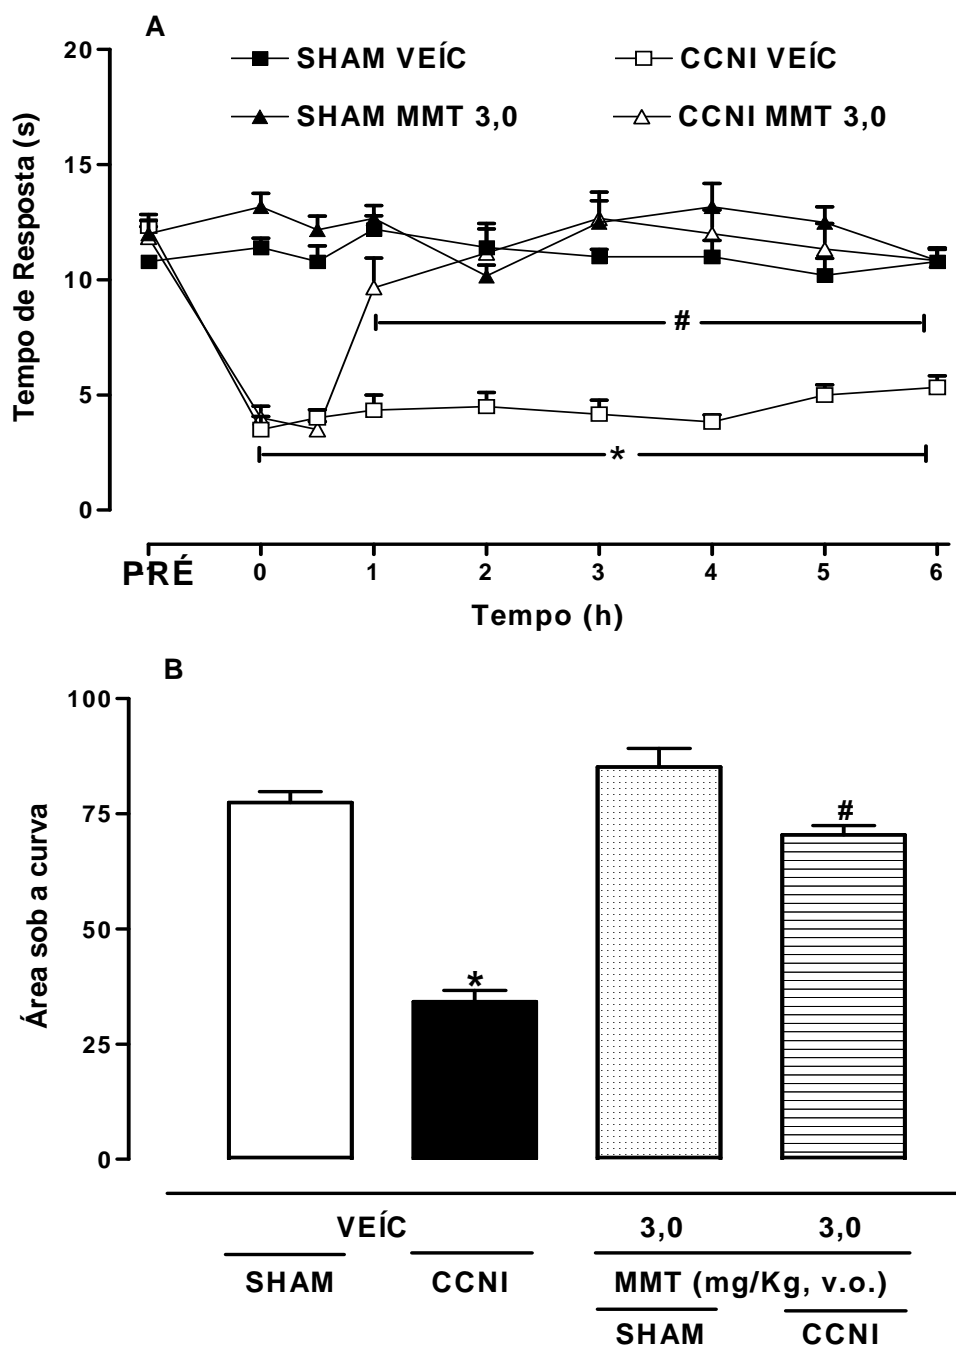 A
SHAM VEÍC CCNI VEÍC
SHAM MMT 3,0 CCNI MMT 3,0
Tempo de Resposta (s)
20
15
10
5
0
#
*
PRÉ 0 1 2 3 4 5 6
Tempo (h)
B
Área sob a curva
100
75
50
25
0
*
#
VEÍC 3,0 3,0
SHAM CCNI MMT (mg/Kg, v.o.)
SHAM CCNI